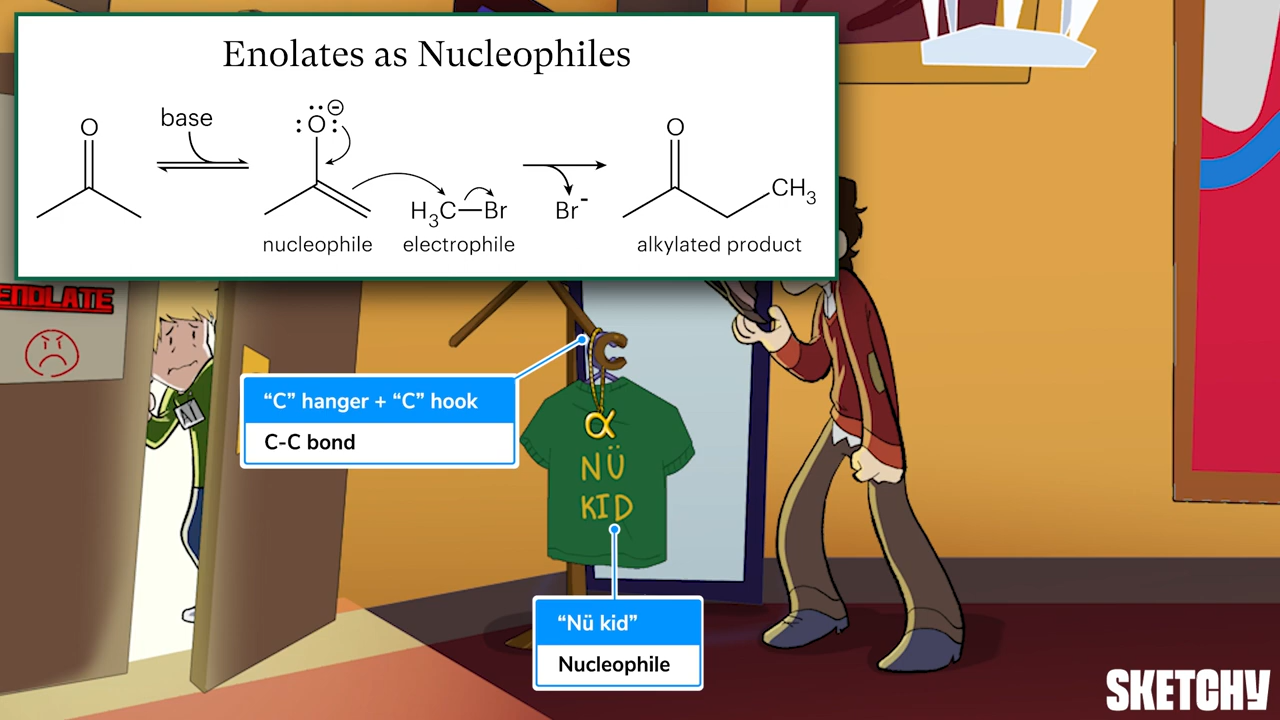 Enolates as Nucleophiles
O
base
:O:
H3C—Br
Br-
O
CH3
nucleophile
electrophile
alkylated product
ENOLATE
AI
“C” hanger + “C” hook
C-C bond
C
α
NÜ
KID
“Nü kid”
Nucleophile
SKETCHY